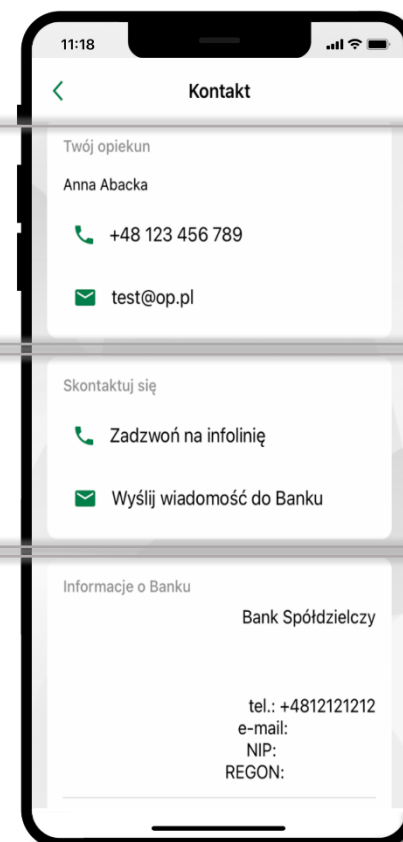 11:18
Kontakt
Twój opiekun
Anna Abacka
+48 123 456 789
test@op.pl
Skontaktuj się
Zadzwoń na infolinię
Wyślij wiadomość do Banku
Informacje o Banku
Bank Spółdzielczy
tel.: +4812121212
e-mail:
NIP:
REGON: